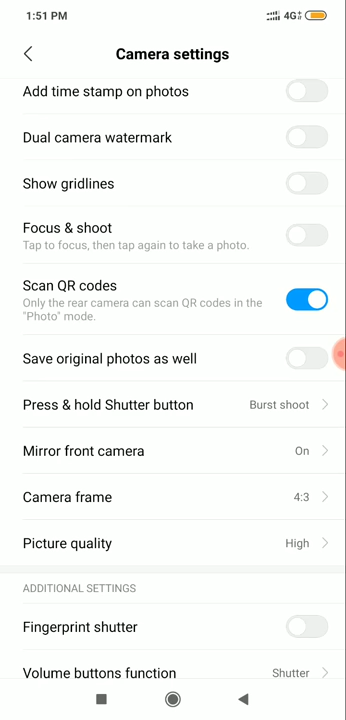 1:51 PM 4G+
Camera settings
Add time stamp on photos
Dual camera watermark
Show gridlines
Focus & shoot
Tap to focus, then tap again to take a photo.
Scan QR codes
Only the rear camera can scan QR codes in the
"Photo" mode.
Save original photos as well
Press & hold Shutter button Burst shoot
Mirror front camera On
Camera frame 4:3
Picture quality High
ADDITIONAL SETTINGS
Fingerprint shutter
Volume buttons function Shutter